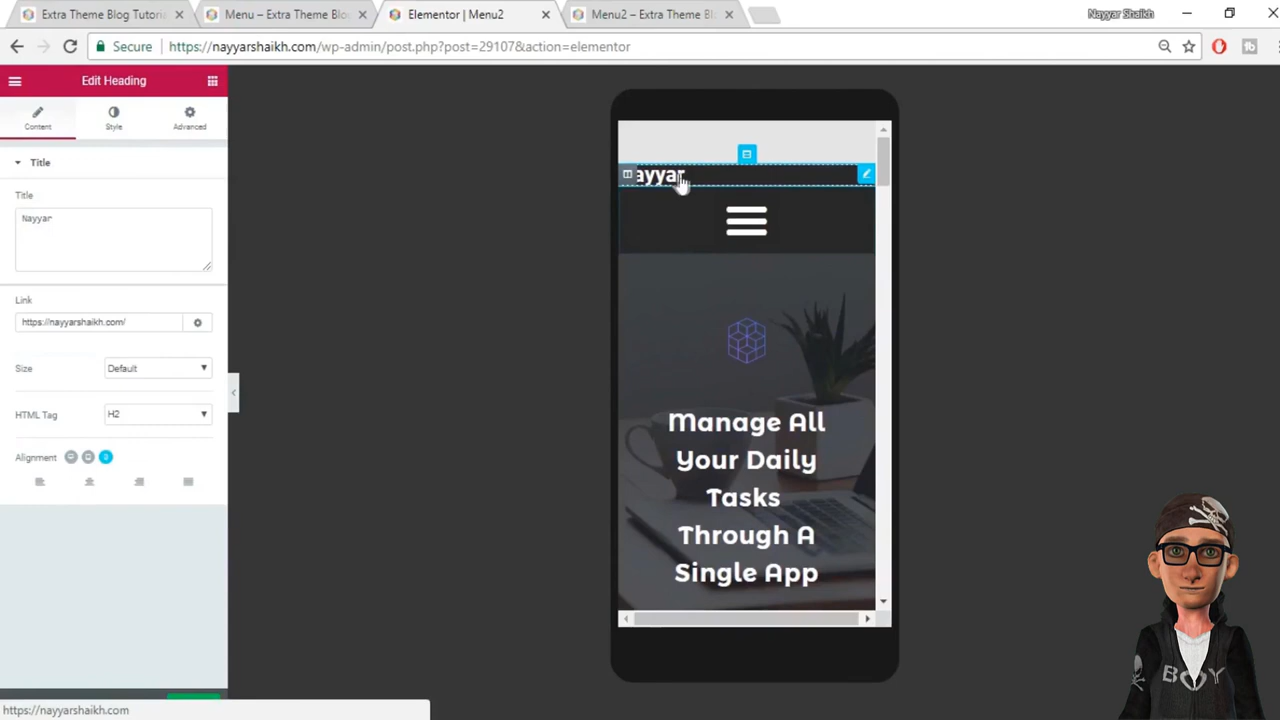 Extra Theme Blog Tutoria
Menu – Extra Theme Blo
Elementor | Menu2
Menu2 – Extra Theme Bl
Nayyar Shaikh
Secure
https://nayyarshaikh.com/wp-admin/post.php?post=29107&action=elementor
Edit Heading
Content
Style
Advanced
Title
Title
Nayyar
Link
https://nayyarshaikh.com/
Size
Default
HTML Tag
H2
Alignment
ayyar
Manage All
Your Daily
Tasks
Through A
Single App
BOY
https://nayyarshaikh.com